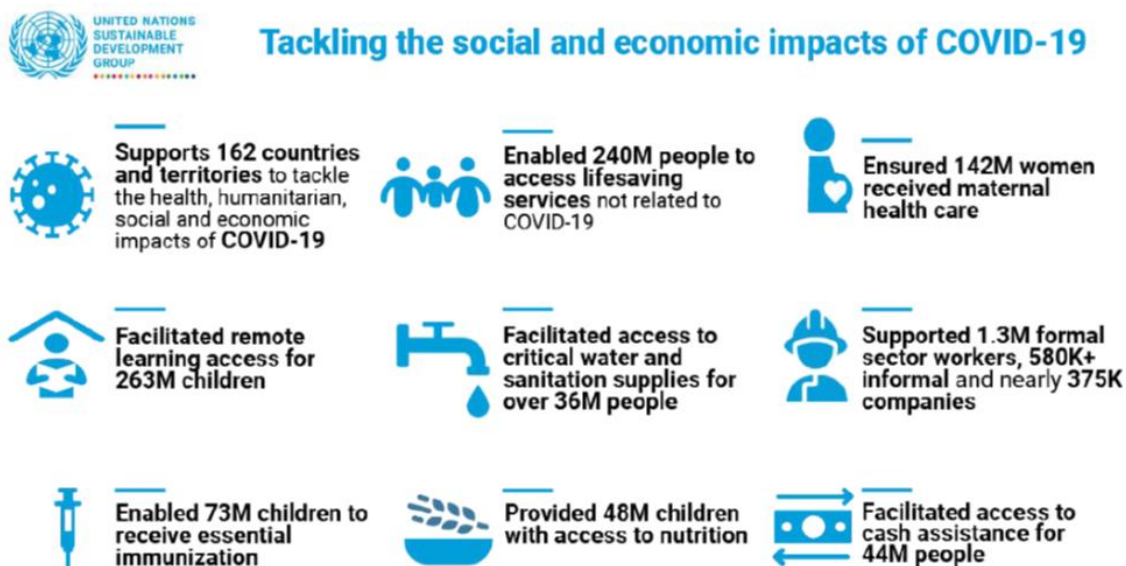 UNITED NATIONS
SUSTAINABLE
DEVELOPMENT
GROUP
Tackling the social and economic impacts of COVID-19
Supports 162 countries
and territories to tackle
the health, humanitarian,
social and economic
impacts of COVID-19
Enabled 240M people to
access lifesaving
services not related to
COVID-19
Ensured 142M women
received maternal
health care
Facilitated remote
learning access for
263M children
Facilitated access to
critical water and
sanitation supplies for
over 36M people
Supported 1.3M formal
sector workers, 580K+
informal and nearly 375K
companies
Enabled 73M children to
receive essential
immunization
Provided 48M children
with access to nutrition
Facilitated access to
cash assistance for
44M people